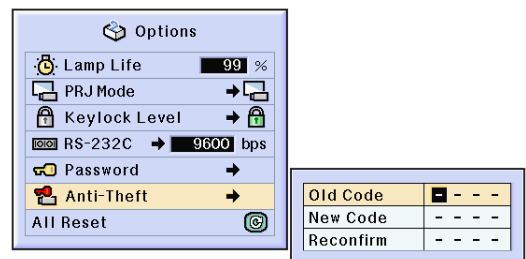 Options
Lamp Life 99 %
PRJ Mode
Keylock Level
RS-232C 9600 bps
Password
Anti-Theft
All Reset
Old Code - - - -
New Code - - - -
Reconfirm - - - -